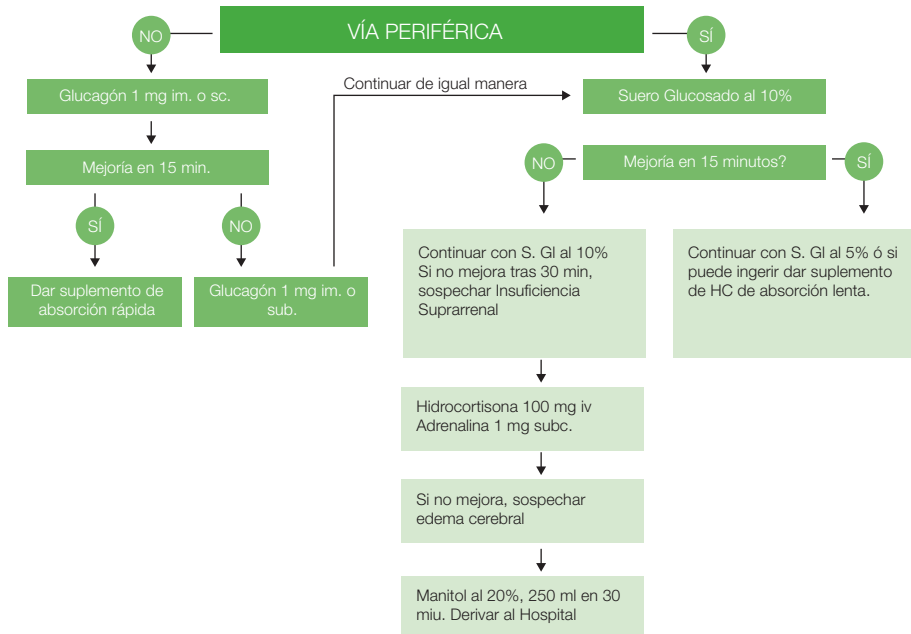 VÍA PERIFÉRICA
NO
Glucagón 1 mg im. o sc.
Mejoría en 15 min.
SÍ
Dar suplemento de
absorción rápida
NO
Glucagón 1 mg im. o
sub.
Continuar de igual manera
SÍ
Suero Glucosado al 10%
Mejoría en 15 minutos?
NO
Continuar con S. Gl al 10%
Si no mejora tras 30 min,
sospechar Insuficiencia
Suprarrenal
Hidrocortisona 100 mg iv
Adrenalina 1 mg subc.
Si no mejora, sospechar
edema cerebral
Manitol al 20%, 250 ml en 30
miu. Derivar al Hospital
SÍ
Continuar con S. Gl al 5% ó si
puede ingerir dar suplemento
de HC de absorción lenta.